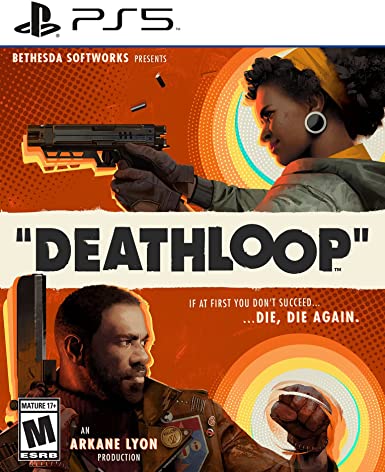 PS5
BETHESDA SOFTWORKS PRESENTS
"DEATHLOOP"™
IF AT FIRST YOU DON'T SUCCEED...
...DIE, DIE AGAIN.
MATURE 17+
M
ESRB
AN
ARKANE LYON
PRODUCTION